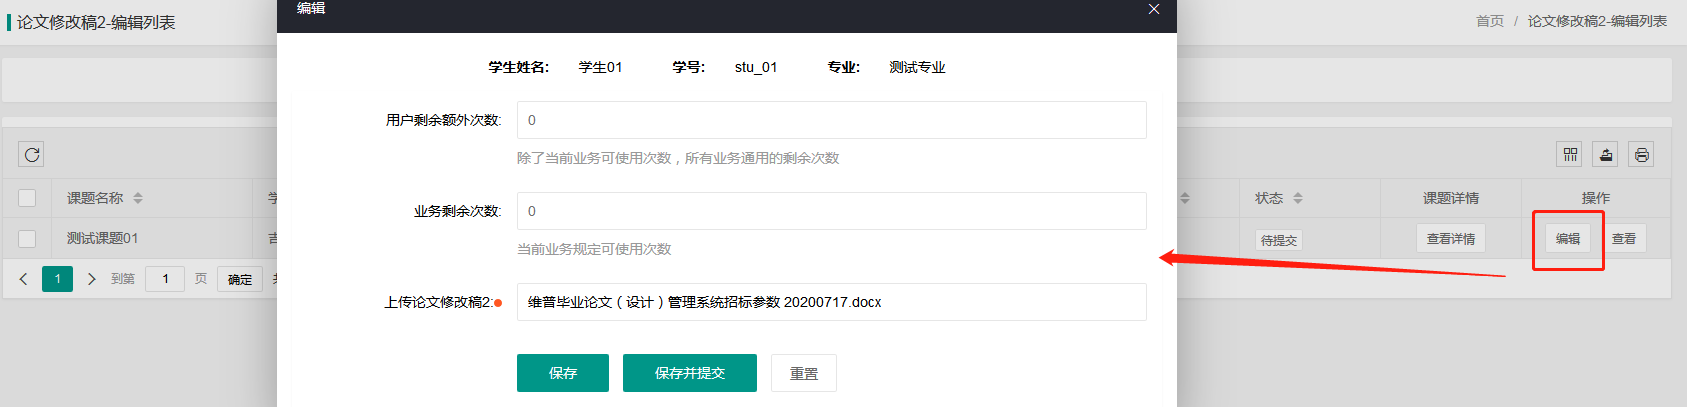 论文修改稿2-编辑列表
编辑
首页 / 论文修改稿2-编辑列表
学生姓名: 学生01 学号: stu_01 专业: 测试专业
用户剩余额外次数: 0
除了当前业务可使用次数，所有业务通用的剩余次数
课题名称
状态 课题详情 操作
业务剩余次数: 0
测试课题01
待提交 查看详情 编辑 查看
当前业务规定可使用次数
1 到第 1 页 确定
上传论文修改稿2: 维普毕业论文（设计）管理系统招标参数 20200717.docx
保存 保存并提交 重置